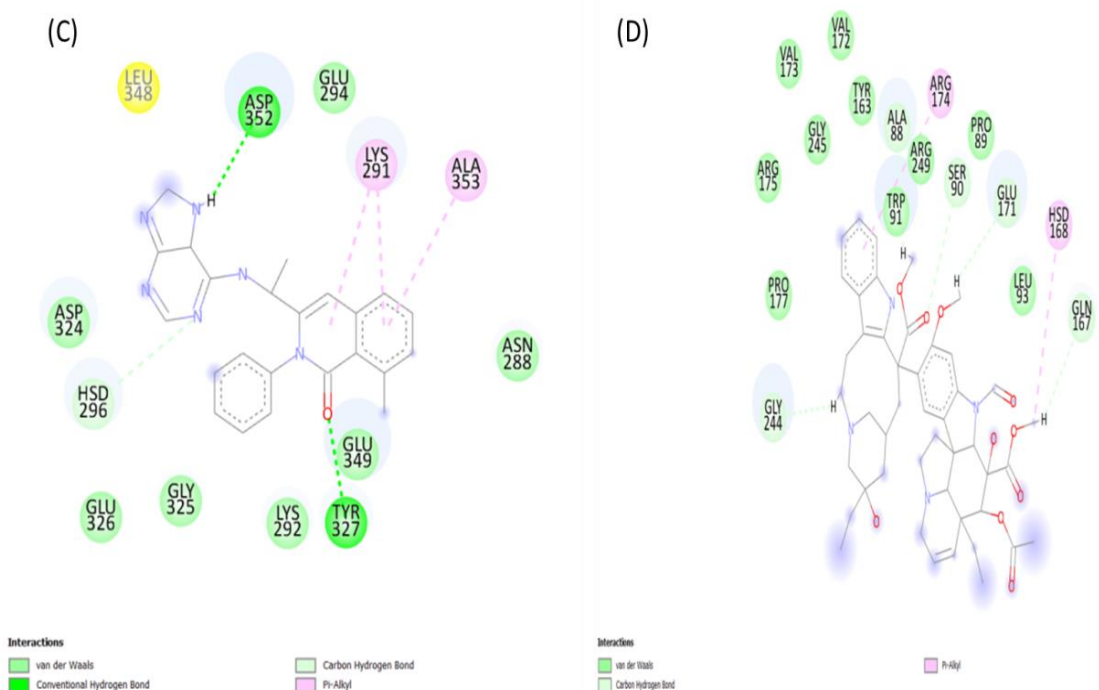 (C)
LEU
348
ASP
352
GLU
294
LYS
291
ALA
353
H
N
N
N
N
N
N
O
ASP
324
HSD
296
ASN
288
GLU
349
GLU
326
GLY
325
LYS
292
TYR
327
Interactions
van der Waals
Conventional Hydrogen Bond
Carbon Hydrogen Bond
Pi-Alkyl
(D)
VAL
172
VAL
173
TYR
163
ARG
174
GLY
245
ALA
88
PRO
89
ARG
249
SER
90
ARG
175
TRP
91
GLU
171
HSD
168
PRO
177
LEU
93
GLN
167
GLY
244
H
O
N
O
H
O
H
N
N
O
O
H
O
O
O
N
O
O
Interactions
van der Waals
Carbon Hydrogen Bond
Pi-Alkyl